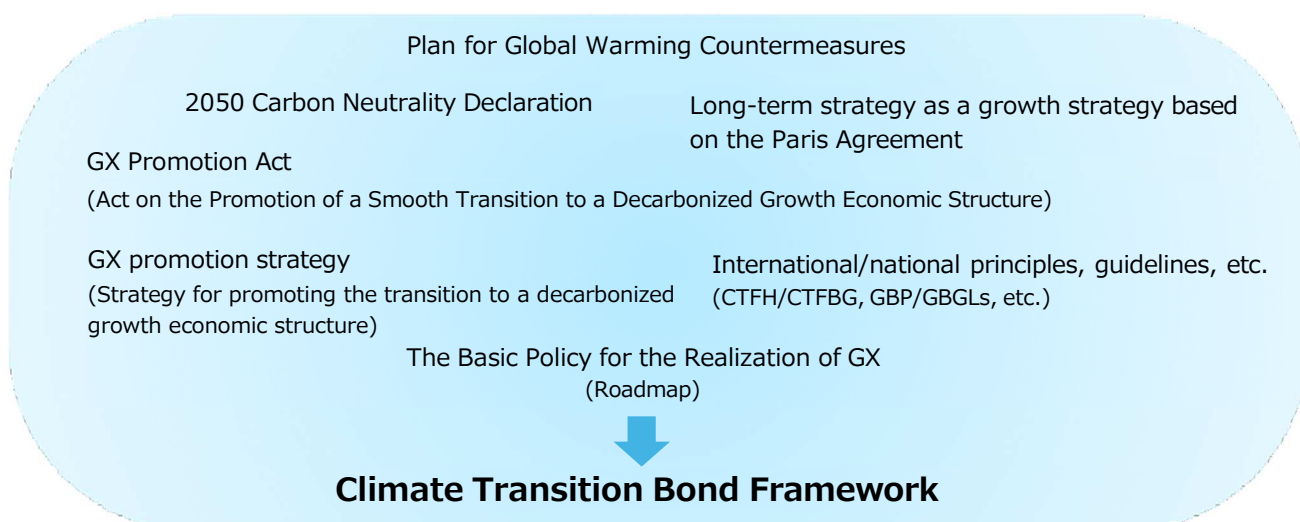 Plan for Global Warming Countermeasures
2050 Carbon Neutrality Declaration
Long-term strategy as a growth strategy based
on the Paris Agreement
GX Promotion Act
(Act on the Promotion of a Smooth Transition to a Decarbonized Growth Economic Structure)
GX promotion strategy
(Strategy for promoting the transition to a decarbonized
growth economic structure)
International/national principles, guidelines, etc.
(CTFH/CTFBG, GBP/GBGLs, etc.)
The Basic Policy for the Realization of GX
(Roadmap)
Climate Transition Bond Framework